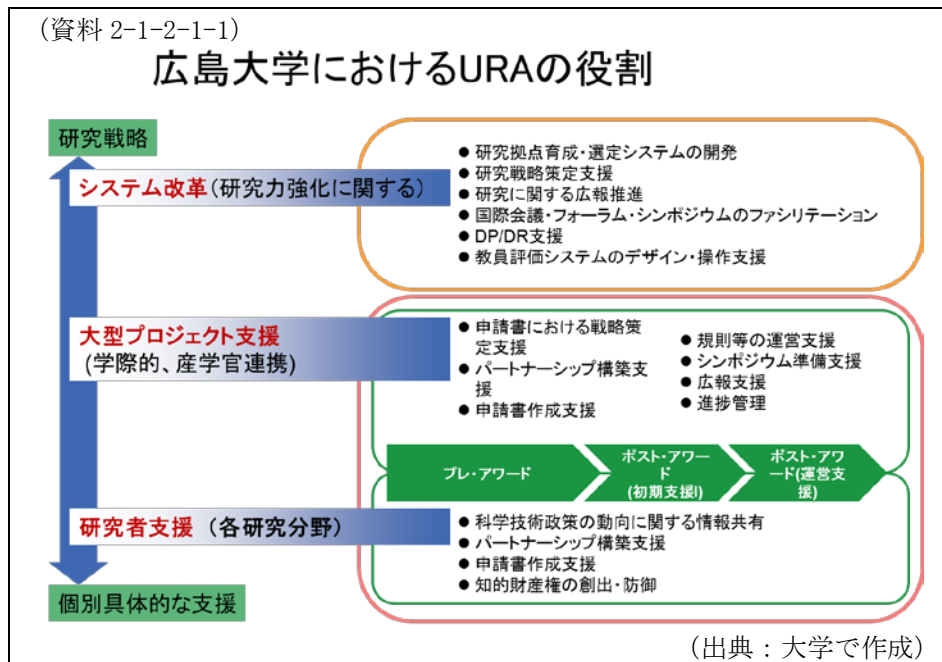 (資料 2-1-2-1-1)
広島大学におけるURAの役割
研究戦略
システム改革(研究力強化に関する)
● 研究拠点育成・選定システムの開発
● 研究戦略策定支援
● 研究に関する広報推進
● 国際会議・フォーラム・シンポジウムのファシリテーション
● DP/DR支援
● 教員評価システムのデザイン・操作支援
大型プロジェクト支援
(学際的、産学官連携)
● 申請書における戦略策
定支援
● パートナーシップ構築支
援
● 申請書作成支援
● 規則等の運営支援
● シンポジウム準備支援
● 広報支援
● 進捗管理
プレ・アワード
ポスト・アワー
ド
(初期支援I)
ポスト・アワ
ード(運営支
援)
研究者支援 (各研究分野)
● 科学技術政策の動向に関する情報共有
● パートナーシップ構築支援
● 申請書作成支援
● 知的財産権の創出・防御
個別具体的な支援
(出典:大学で作成)